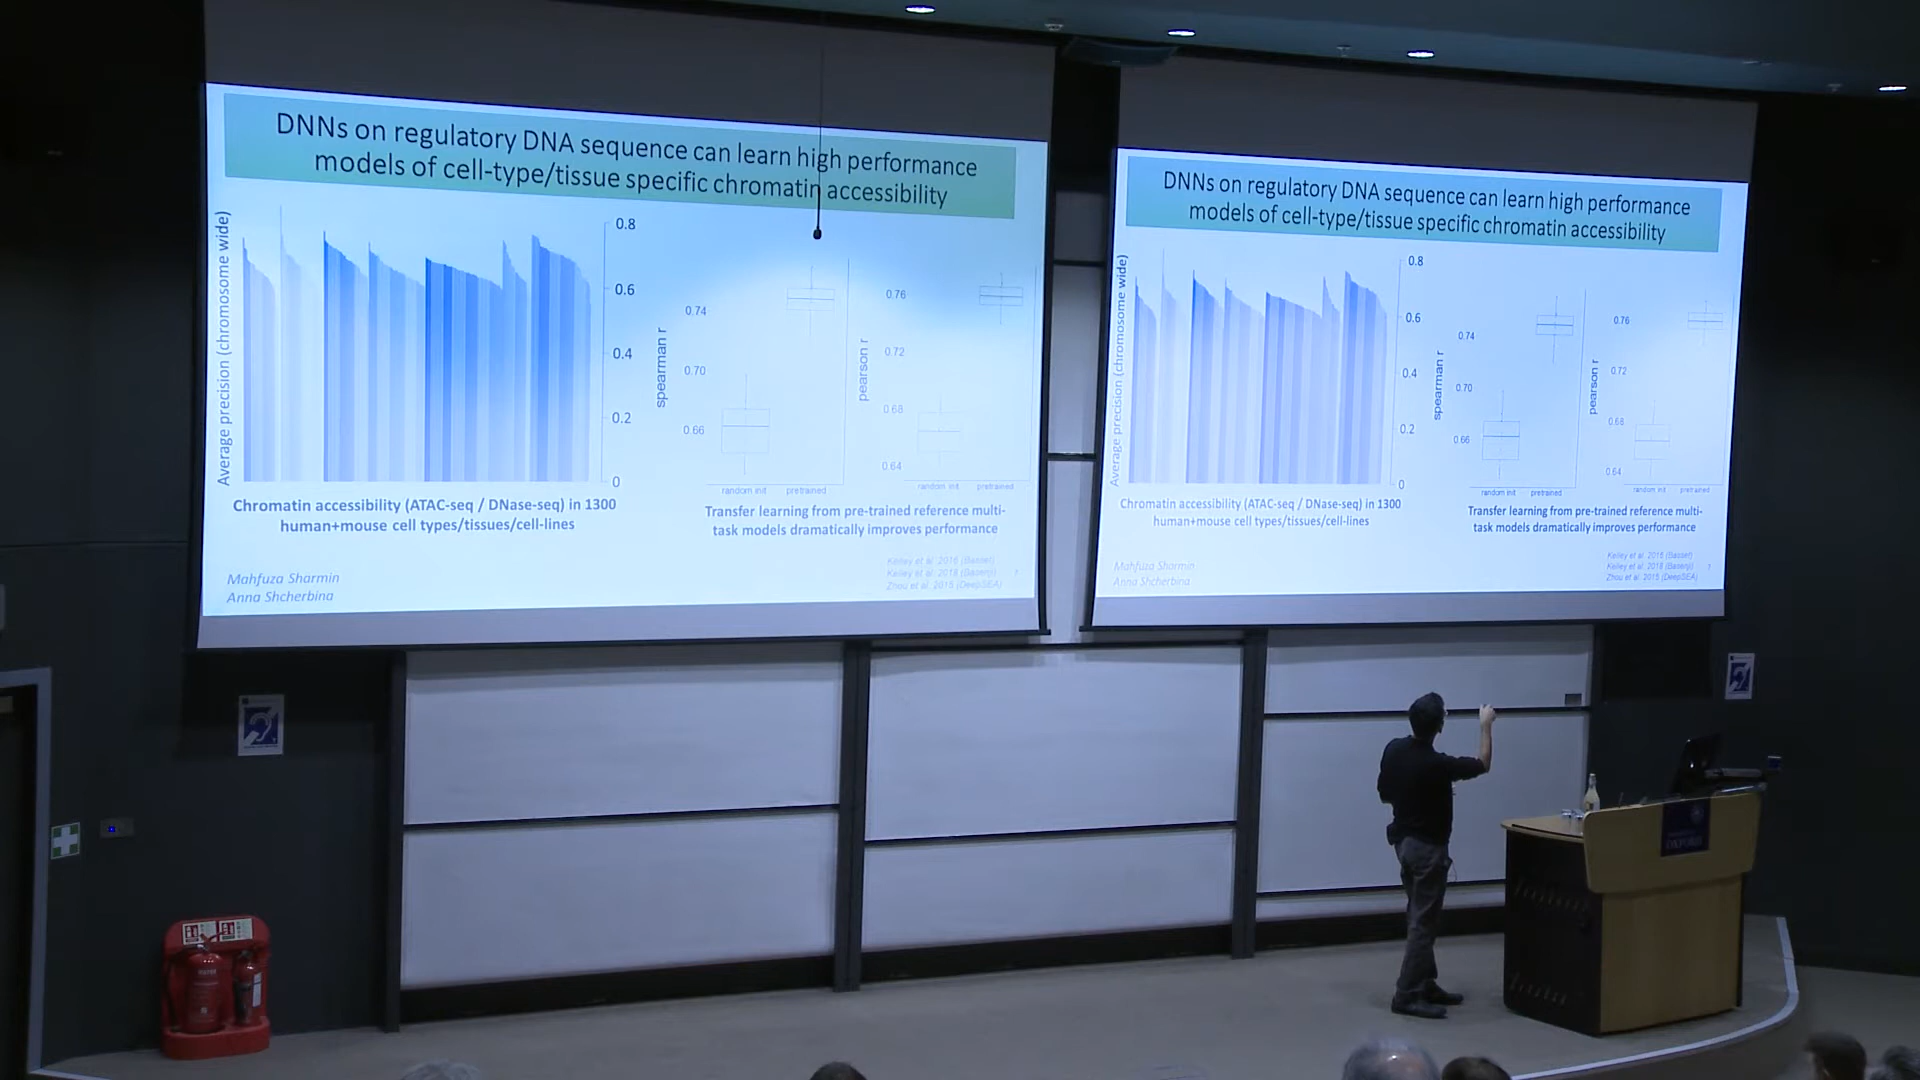 DNNs on regulatory DNA sequence can learn high performance
models of cell-type/tissue specific chromatin accessibility
Average precision (chromosome wide)
0.8
0.6
0.4
0.2
0
spearman r
0.74
0.70
0.66
random init
pretrained
pearson r
0.76
0.72
0.68
0.64
random init
pretrained
Chromatin accessibility (ATAC-seq / DNase-seq) in 1300
human+mouse cell types/tissues/cell-lines
Transfer learning from pre-trained reference multi-
task models dramatically improves performance
Mahfuza Sharmin
Anna Shcherbina
Kelley et al. 2016 (Basset)
Kelley et al. 2018 (Basenji)
Zhou et al. 2015 (DeepSEA)
DNNs on regulatory DNA sequence can learn high performance
models of cell-type/tissue specific chromatin accessibility
Average precision (chromosome wide)
0.8
0.6
0.4
0.2
0
spearman r
0.74
0.70
0.66
random init
pretrained
pearson r
0.76
0.72
0.68
0.64
random init
pretrained
Chromatin accessibility (ATAC-seq / DNase-seq) in 1300
human+mouse cell types/tissues/cell-lines
Transfer learning from pre-trained reference multi-
task models dramatically improves performance
Mahfuza Sharmin
Anna Shcherbina
Kelley et al. 2016 (Basset)
Kelley et al. 2018 (Basenji)
Zhou et al. 2015 (DeepSEA)
OXFORD